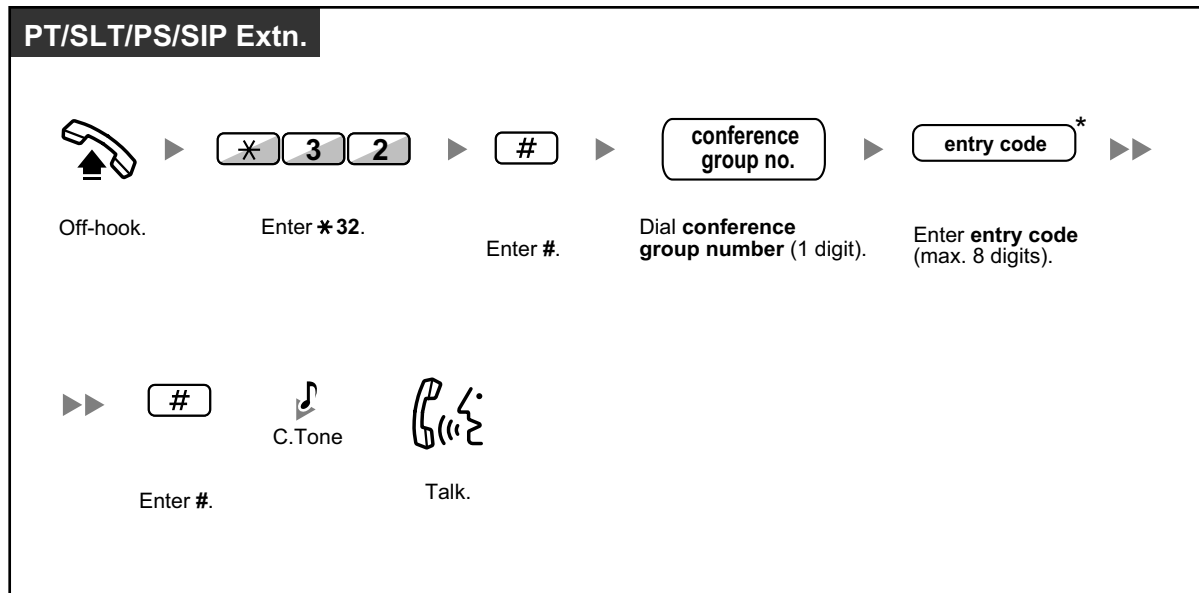 PT/SLT/PS/SIP Extn.
✳ 3 2
#
conference
group no.
entry code*
Off-hook.
Enter ✳32.
Enter #.
Dial conference
group number (1 digit).
Enter entry code
(max. 8 digits).
#
C.Tone
Enter #.
Talk.